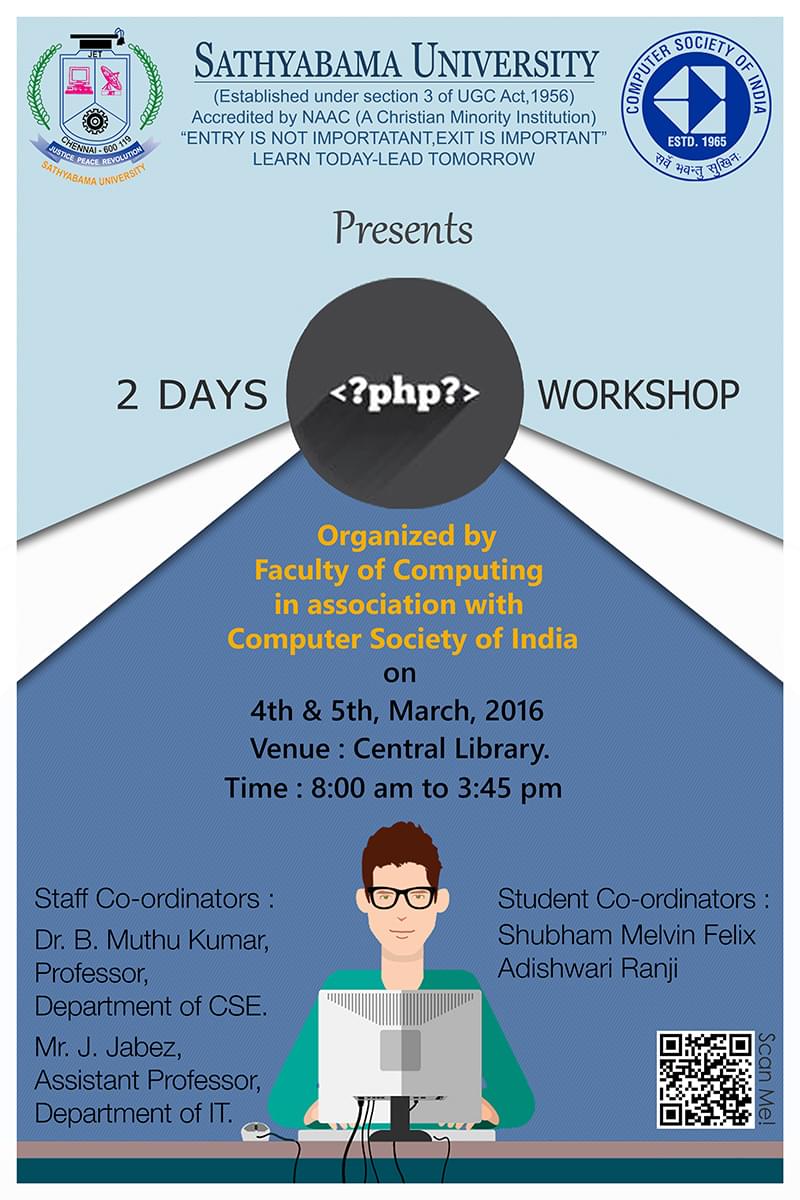 JET
CHENNAI - 600 119
JUSTICE PEACE REVOLUTION
SATHYABAMA UNIVERSITY
SATHYABAMA UNIVERSITY
(Established under section 3 of UGC Act,1956)
Accredited by NAAC (A Christian Minority Institution)
“ENTRY IS NOT IMPORTATANT,EXIT IS IMPORTANT”
LEARN TODAY-LEAD TOMORROW
COMPUTER SOCIETY OF INDIA
ESTD. 1965
सर्वे भवन्तु सुखिनः
Presents
2 DAYS
<?php?>
WORKSHOP
Organized by
Faculty of Computing
in association with
Computer Society of India
on
4th & 5th, March, 2016
Venue : Central Library.
Time : 8:00 am to 3:45 pm
Staff Co-ordinators :
Dr. B. Muthu Kumar,
Professor,
Department of CSE.
Mr. J. Jabez,
Assistant Professor,
Department of IT.
Student Co-ordinators :
Shubham Melvin Felix
Adishwari Ranji
Scan Me!